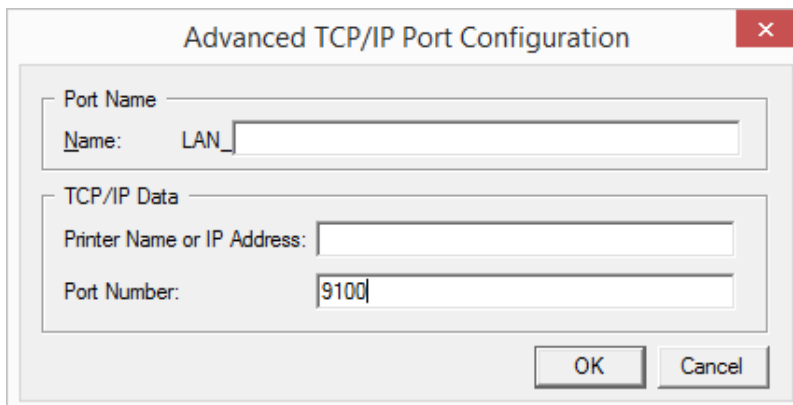 Advanced TCP/IP Port Configuration
Port Name
Name: LAN_
TCP/IP Data
Printer Name or IP Address:
Port Number: 9100
OK Cancel